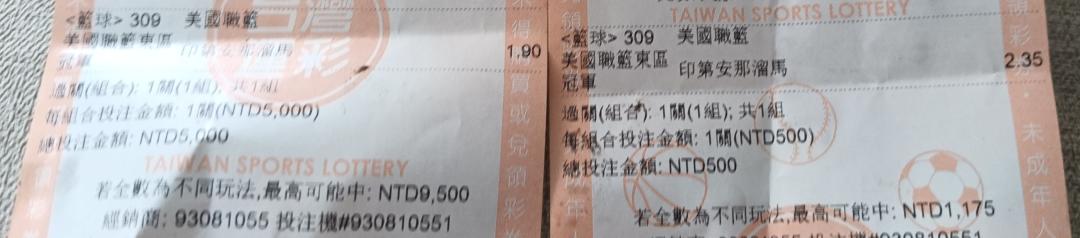 <籃球> 309 美國職籃
美國職籃東區
冠軍
印第安那溜馬
1.90
過關(組合): 1關(1組); 共1組
每組合投注金額: 1關(NTD5,000)
總投注金額: NTD5,000
TAIWAN SPORTS LOTTERY
若全數為不同玩法,最高可能中: NTD9,500
經銷商: 93081055 投注機#930810551
TAIWAN SPORTS LOTTERY
<籃球> 309 美國職籃
美國職籃東區
冠軍
印第安那溜馬
2.35
過關(組合): 1關(1組); 共1組
每組合投注金額: 1關(NTD500)
總投注金額: NTD500
若全數為不同玩法,最高可能中: NTD1,175
未成年人